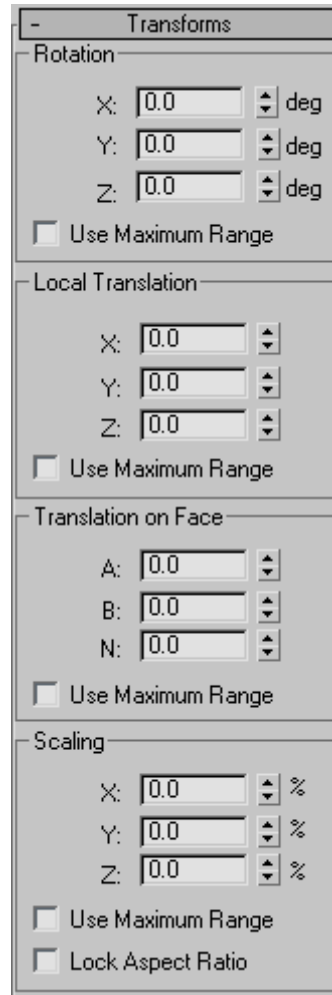 - Transforms
Rotation
X: 0.0 deg
Y: 0.0 deg
Z: 0.0 deg
Use Maximum Range
Local Translation
X: 0.0
Y: 0.0
Z: 0.0
Use Maximum Range
Translation on Face
A: 0.0
B: 0.0
N: 0.0
Use Maximum Range
Scaling
X: 0.0 %
Y: 0.0 %
Z: 0.0 %
Use Maximum Range
Lock Aspect Ratio